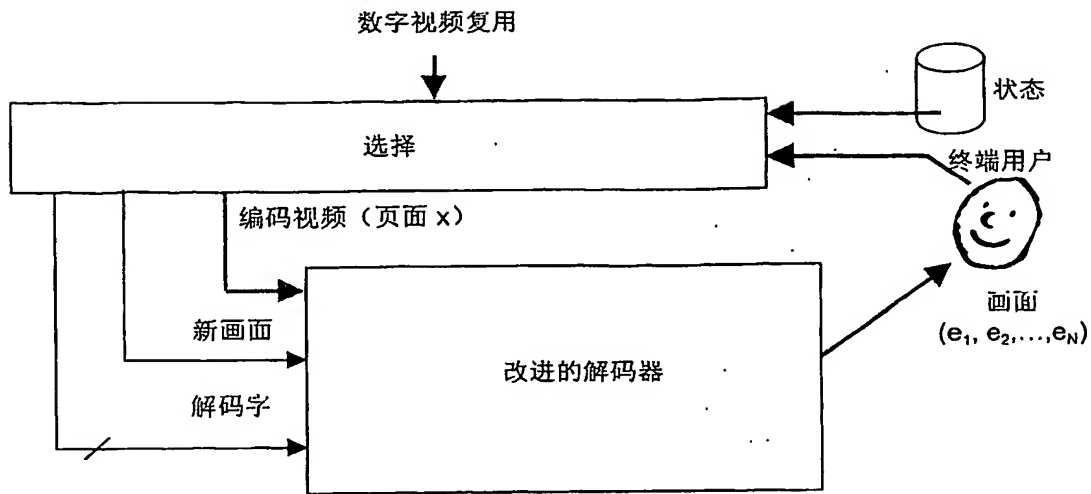 数字视频复用
状态
选择
终端用户
编码视频（页面 x）
新画面
画面
(e₁, e₂,...,eN)
改进的解码器
解码字